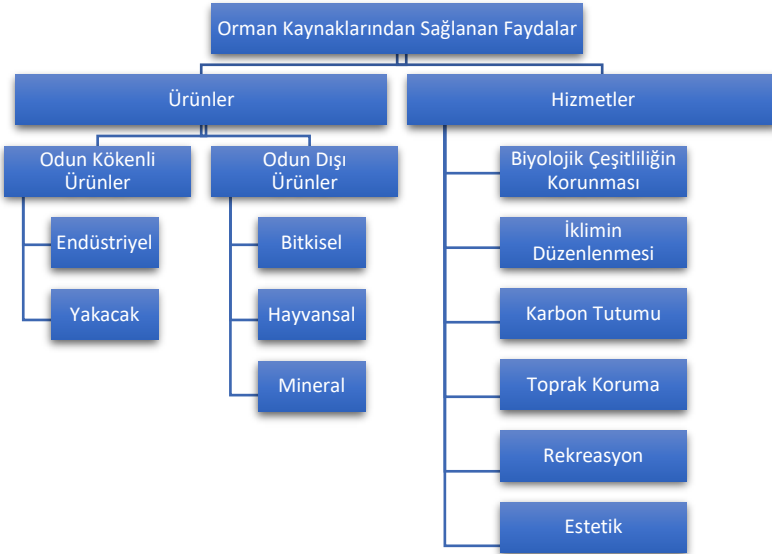 Orman Kaynaklarından Sağlanan Faydalar
Ürünler
Odun Kökenli
Ürünler
Endüstriyel
Yakacak
Odun Dışı
Ürünler
Bitkisel
Hayvansal
Mineral
Hizmetler
Biyolojik Çeşitliliğin
Korunması
İklimin
Düzenlenmesi
Karbon Tutumu
Toprak Koruma
Rekreasyon
Estetik